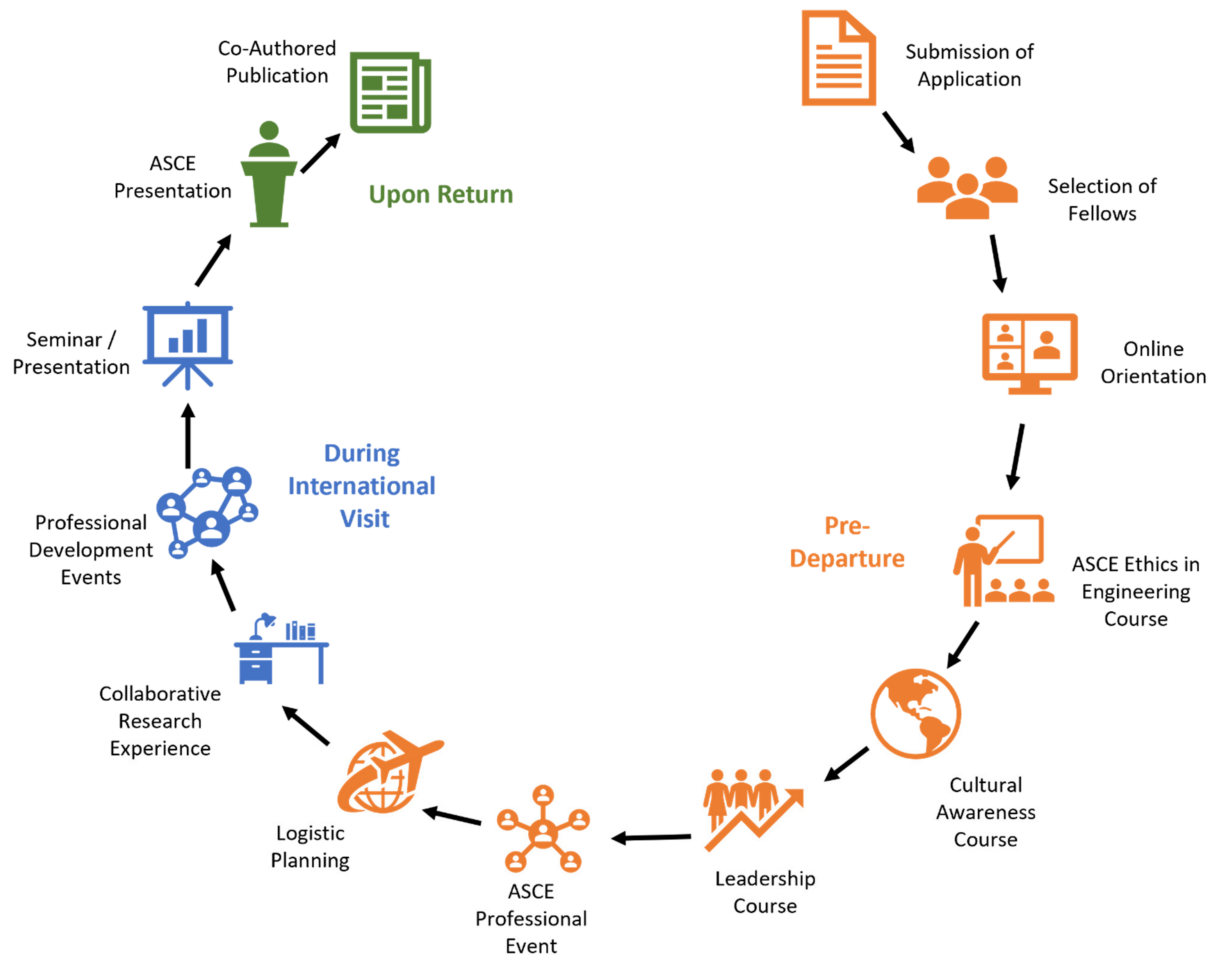 Submission of
Application
Selection of
Fellows
Online
Orientation
Pre-
Departure
ASCE Ethics in
Engineering
Course
Cultural
Awareness
Course
Leadership
Course
ASCE
Professional
Event
Logistic
Planning
Collaborative
Research
Experience
During
International
Visit
Professional
Development
Events
Seminar /
Presentation
Upon Return
ASCE
Presentation
Co-Authored
Publication